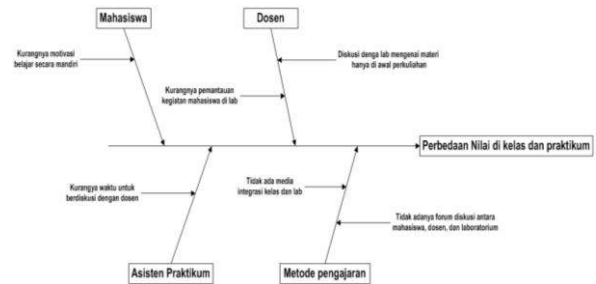 Mahasiswa
Dosen
Kurangnya motivasi
belajar secara mandiri
Diskusi denga lab mengenai materi
hanya di awal perkuliahan
Kurangnya pemantauan
kegiatan mahasiswa di lab
Perbedaan Nilai di kelas dan praktikum
Kurangya waktu untuk
berdiskusi dengan dosen
Tidak ada media
integrasi kelas dan lab
Tidak adanya forum diskusi antara
mahasiswa, dosen, dan laboratorium
Asisten Praktikum
Metode pengajaran